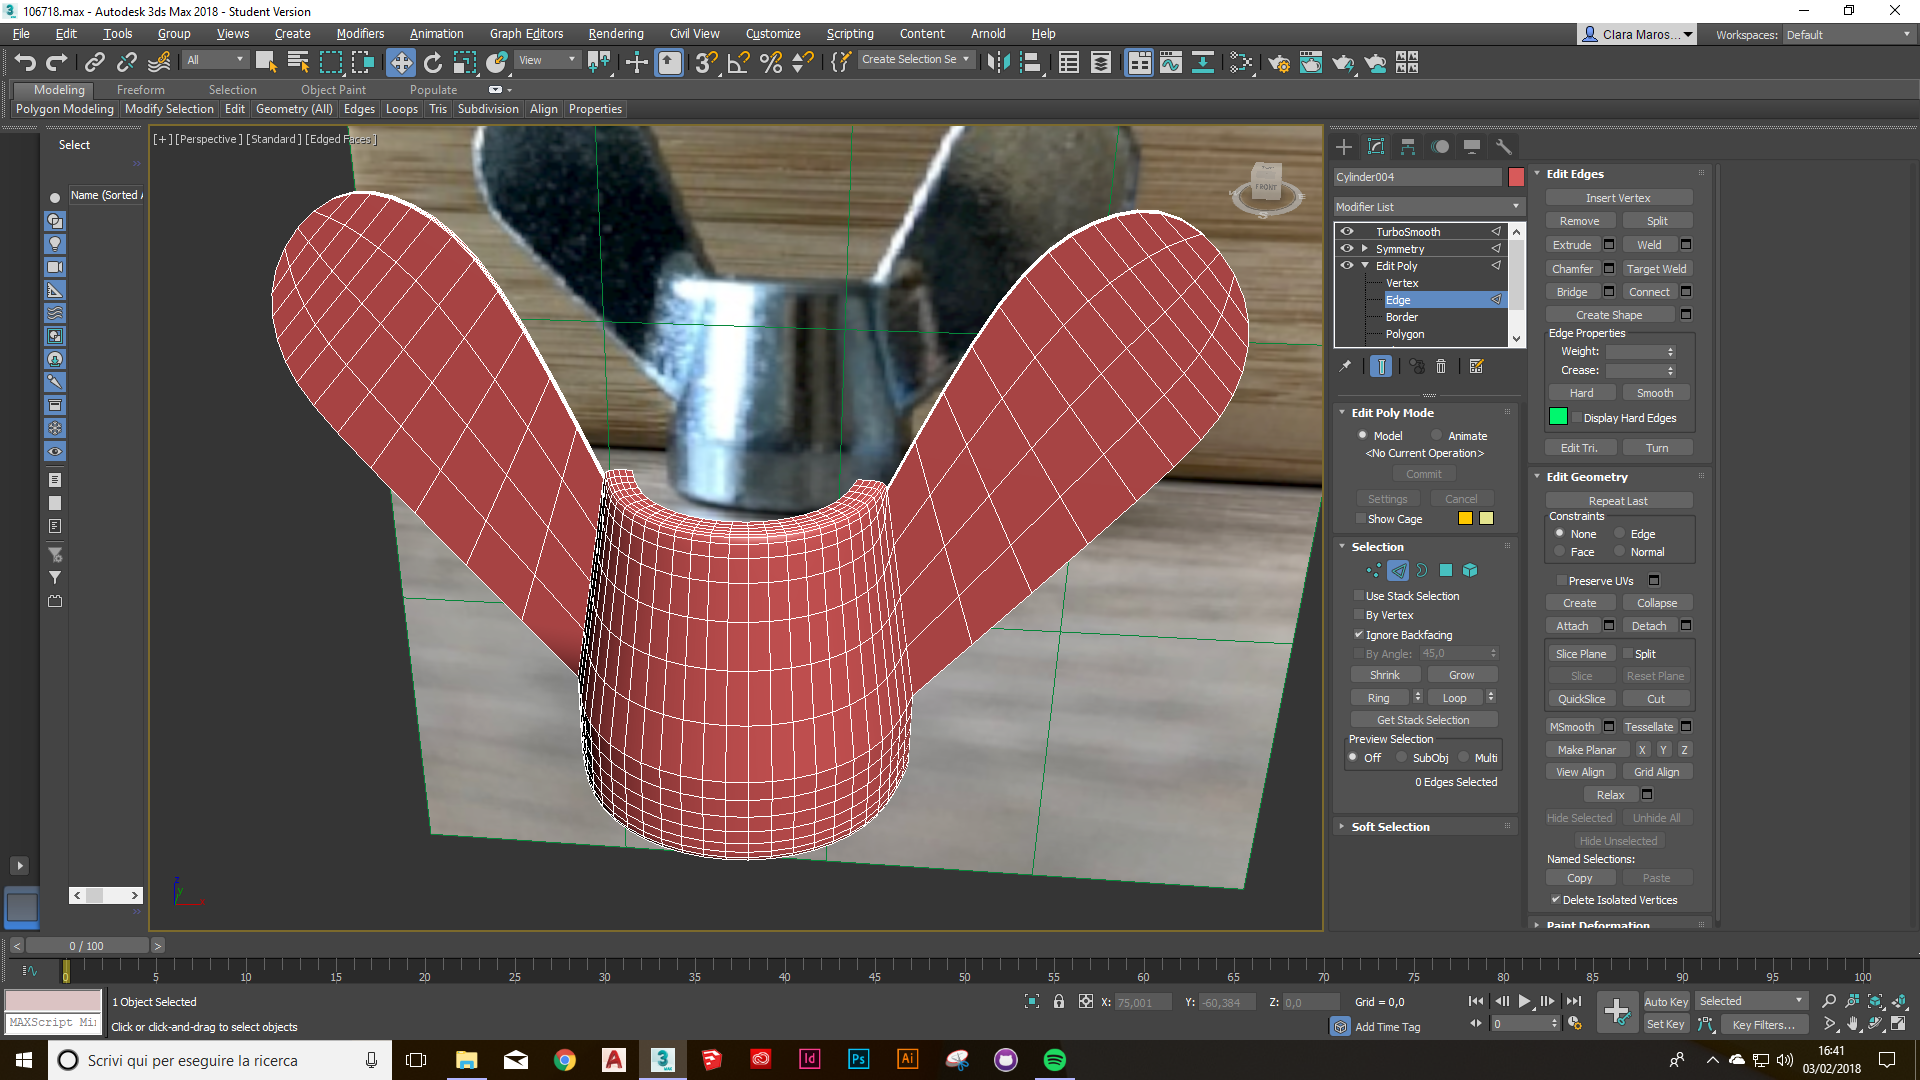 106718.max - Autodesk 3ds Max 2018 - Student Version
File Edit Tools Group Views Create Modifiers Animation Rendering Graph Editors Civil View Customize Scripting Content Arnold Help
Clara Maros... Workspaces: Default
All View Create Selection Se
Modeling Freeform Selection Object Paint Populate
Polygon Modeling Modify Selection Edit Geometry (All) Edges Loops Tris Subdivision Align Properties
Select
Name (Sorted A
[+] [Perspective ] [Standard ] [Edged Faces ]
FRONT
Cylinder004
Modifier List
TurboSmooth
Symmetry
Edit Poly
Vertex
Edge
Border
Polygon
Edit Poly Mode
Model Animate
<No Current Operation>
Commit
Settings Cancel
Show Cage
Selection
Use Stack Selection
By Vertex
Ignore Backfacing
By Angle: 45,0
Shrink Grow
Ring Loop
Get Stack Selection
Preview Selection
Off SubObj Multi
0 Edges Selected
Soft Selection
Edit Edges
Insert Vertex
Remove Split
Extrude Weld
Chamfer Target Weld
Bridge Connect
Create Shape
Edge Properties
Weight:
Crease:
Hard Smooth
Display Hard Edges
Edit Tri. Turn
Edit Geometry
Repeat Last
Constraints
None Edge
Face Normal
Preserve UVs
Create Collapse
Attach Detach
Slice Plane Split
Slice Reset Plane
QuickSlice Cut
MSmooth Tessellate
Make Planar X Y Z
View Align Grid Align
Relax
Hide Selected Unhide All
Hide Unselected
Named Selections:
Copy Paste
Delete Isolated Vertices
Paint Deformation
0 / 100
0 5 10 15 20 25 30 35 40 45 50 55 60 65 70 75 80 85 90 95 100
1 Object Selected
X: 75,001 Y: -60,384 Z: 0,0 Grid = 0,0
Auto Key Selected
MAXScript Mi
Click or click-and-drag to select objects
Add Time Tag
0
Set Key Key Filters...
Scrivi qui per eseguire la ricerca
16:41
03/02/2018